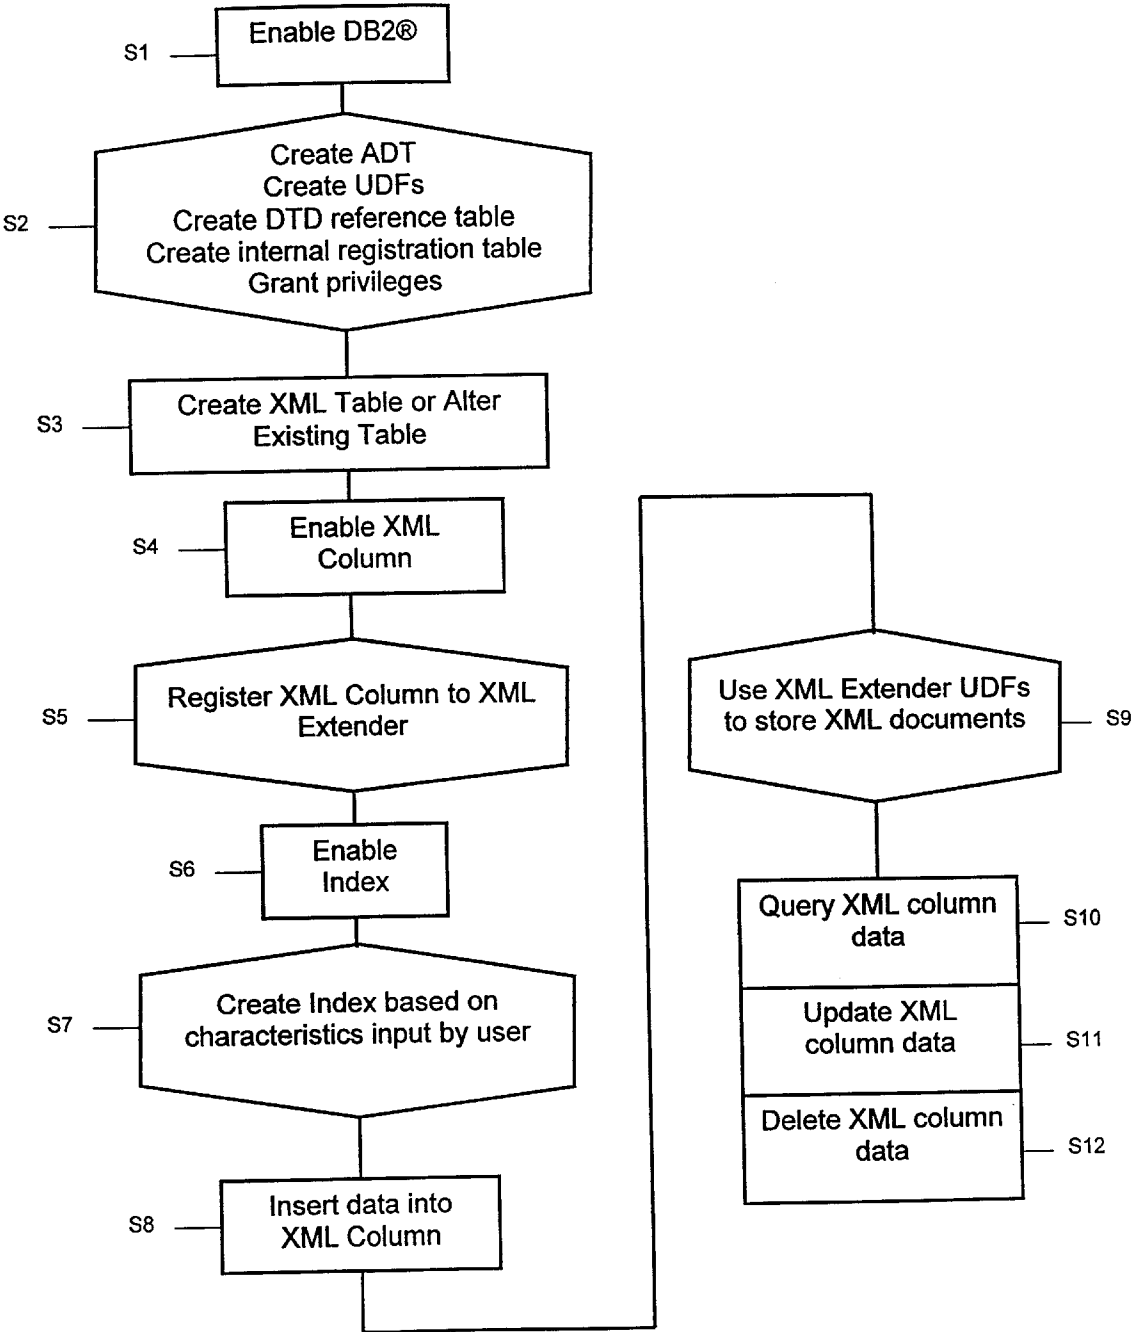 S1
Enable DB2®
S2
Create ADT
Create UDFs
Create DTD reference table
Create internal registration table
Grant privileges
S3
Create XML Table or Alter
Existing Table
S4
Enable XML
Column
S5
Register XML Column to XML
Extender
S6
Enable
Index
S7
Create Index based on
characteristics input by user
S8
Insert data into
XML Column
Use XML Extender UDFs
to store XML documents
S9
Query XML column
data
S10
Update XML
column data
S11
Delete XML column
data
S12